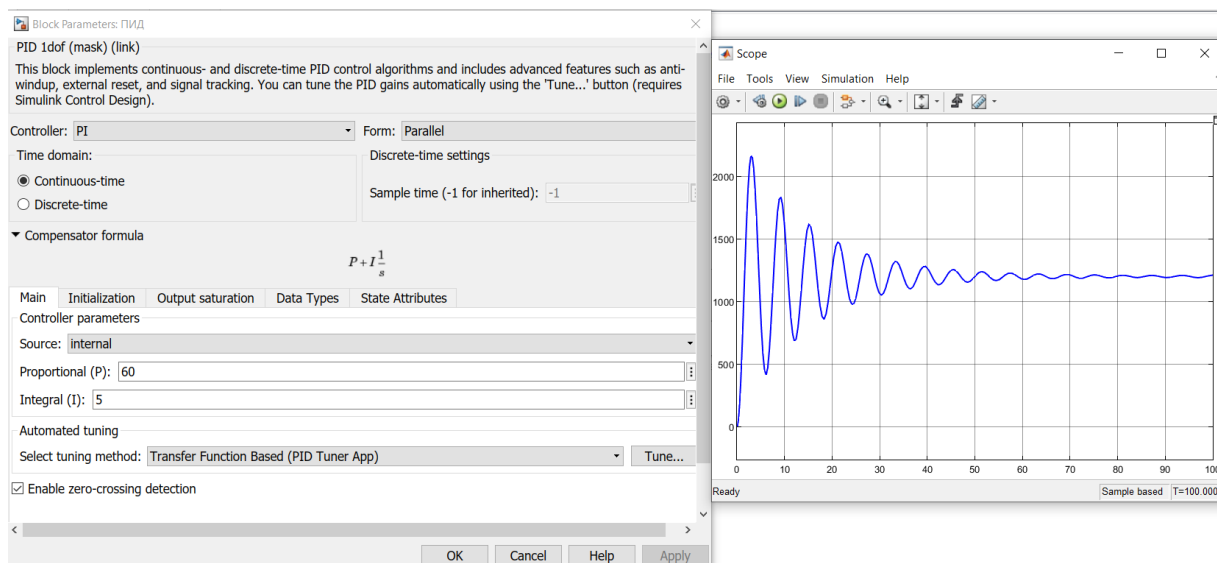 Block Parameters: ПИД
PID 1dof (mask) (link)
This block implements continuous- and discrete-time PID control algorithms and includes advanced features such as anti-
windup, external reset, and signal tracking. You can tune the PID gains automatically using the 'Tune...' button (requires
Simulink Control Design).
Controller: PI
Form: Parallel
Time domain:
Continuous-time
Discrete-time
Discrete-time settings
Sample time (-1 for inherited): -1
Compensator formula
P + I 1/s
Main Initialization Output saturation Data Types State Attributes
Controller parameters
Source: internal
Proportional (P): 60
Integral (I): 5
Automated tuning
Select tuning method: Transfer Function Based (PID Tuner App) Tune...
Enable zero-crossing detection
OK Cancel Help Apply
Scope
File Tools View Simulation Help
2000
1500
1000
500
0
0 10 20 30 40 50 60 70 80 90 100
Ready Sample based T=100.000